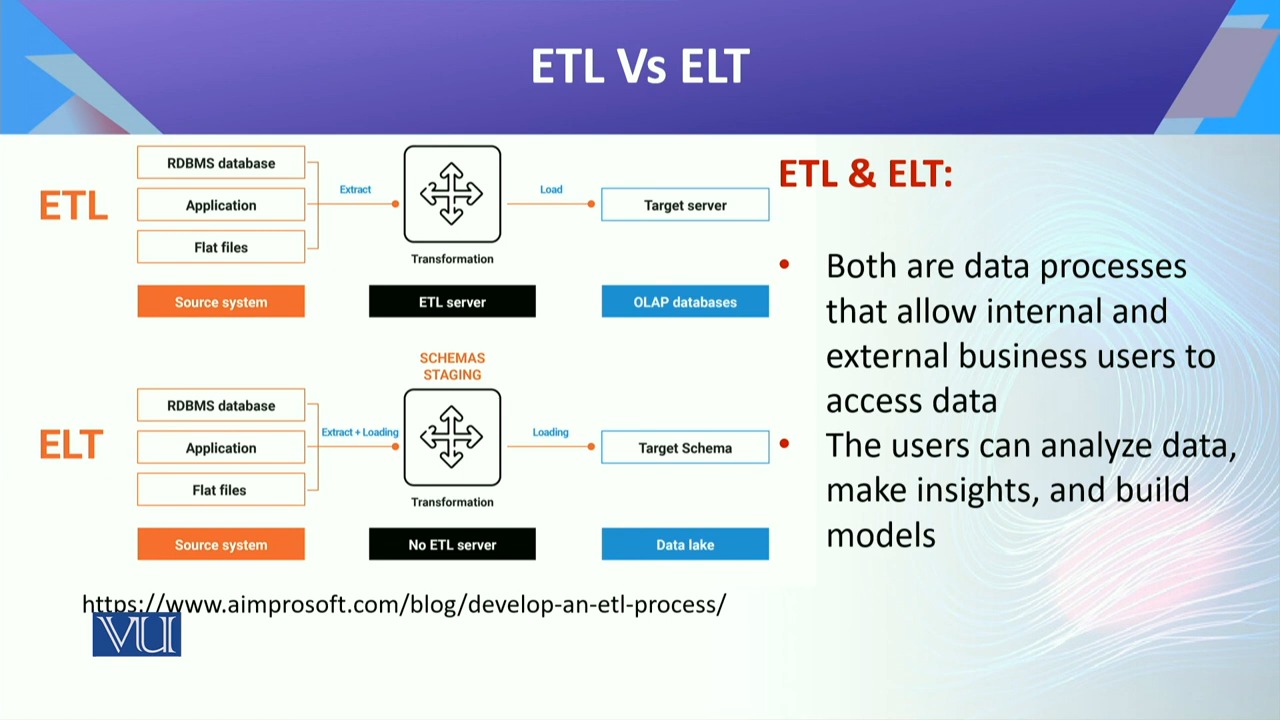 ETL Vs ELT
ETL
RDBMS database
Application
Flat files
Source system
Extract
Transformation
ETL server
Load
Target server
OLAP databases
ELT
RDBMS database
Application
Flat files
Source system
Extract + Loading
SCHEMAS
STAGING
Transformation
No ETL server
Loading
Target Schema
Data lake
https://www.aimprosoft.com/blog/develop-an-etl-process/
VU
ETL & ELT:
• Both are data processes
that allow internal and
external business users to
access data
• The users can analyze data,
make insights, and build
models